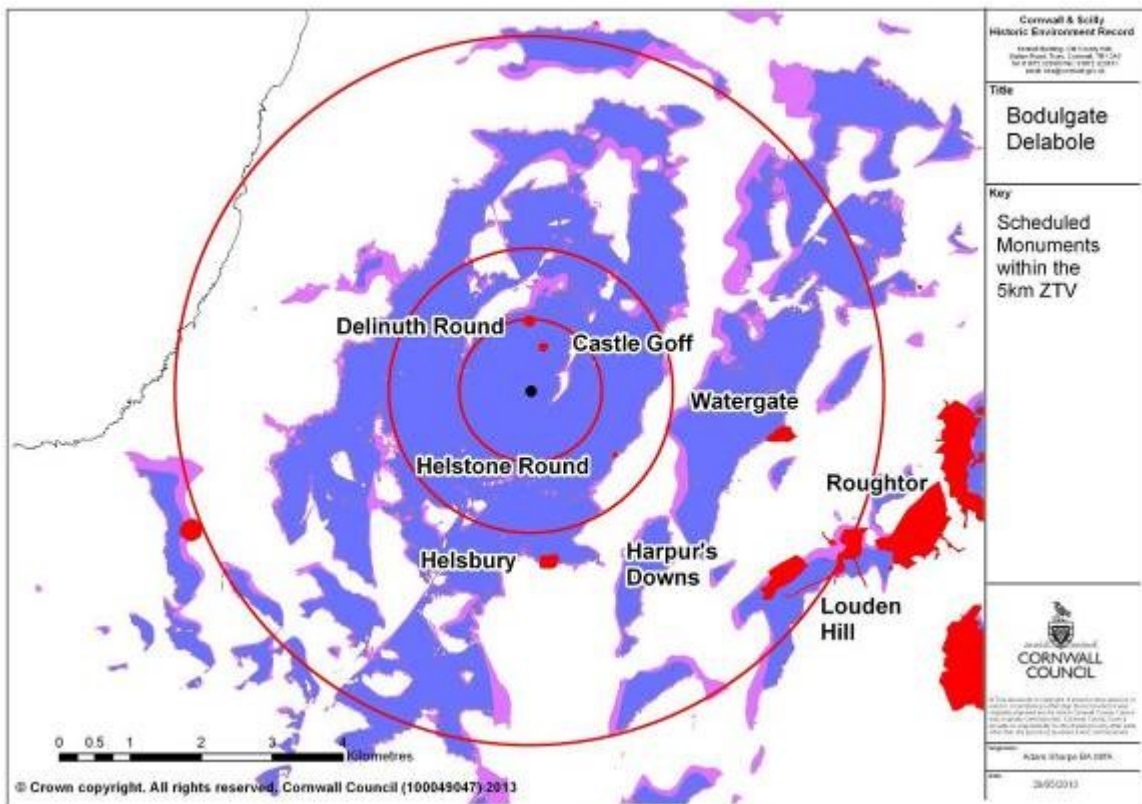 Cornwall & Scilly
Historic Environment Record
Title
Bodulgate
Delabole
Key
Scheduled
Monuments
within the
5km ZTV
Delinuth Round
Castle Goff
Watergate
Helstone Round
Roughtor
Helsbury
Harpur's
Downs
Louden
Hill
0 0.5 1 2 3 4
Kilometres
© Crown copyright. All rights reserved, Cornwall Council (100049047) 2013
CORNWALL
COUNCIL